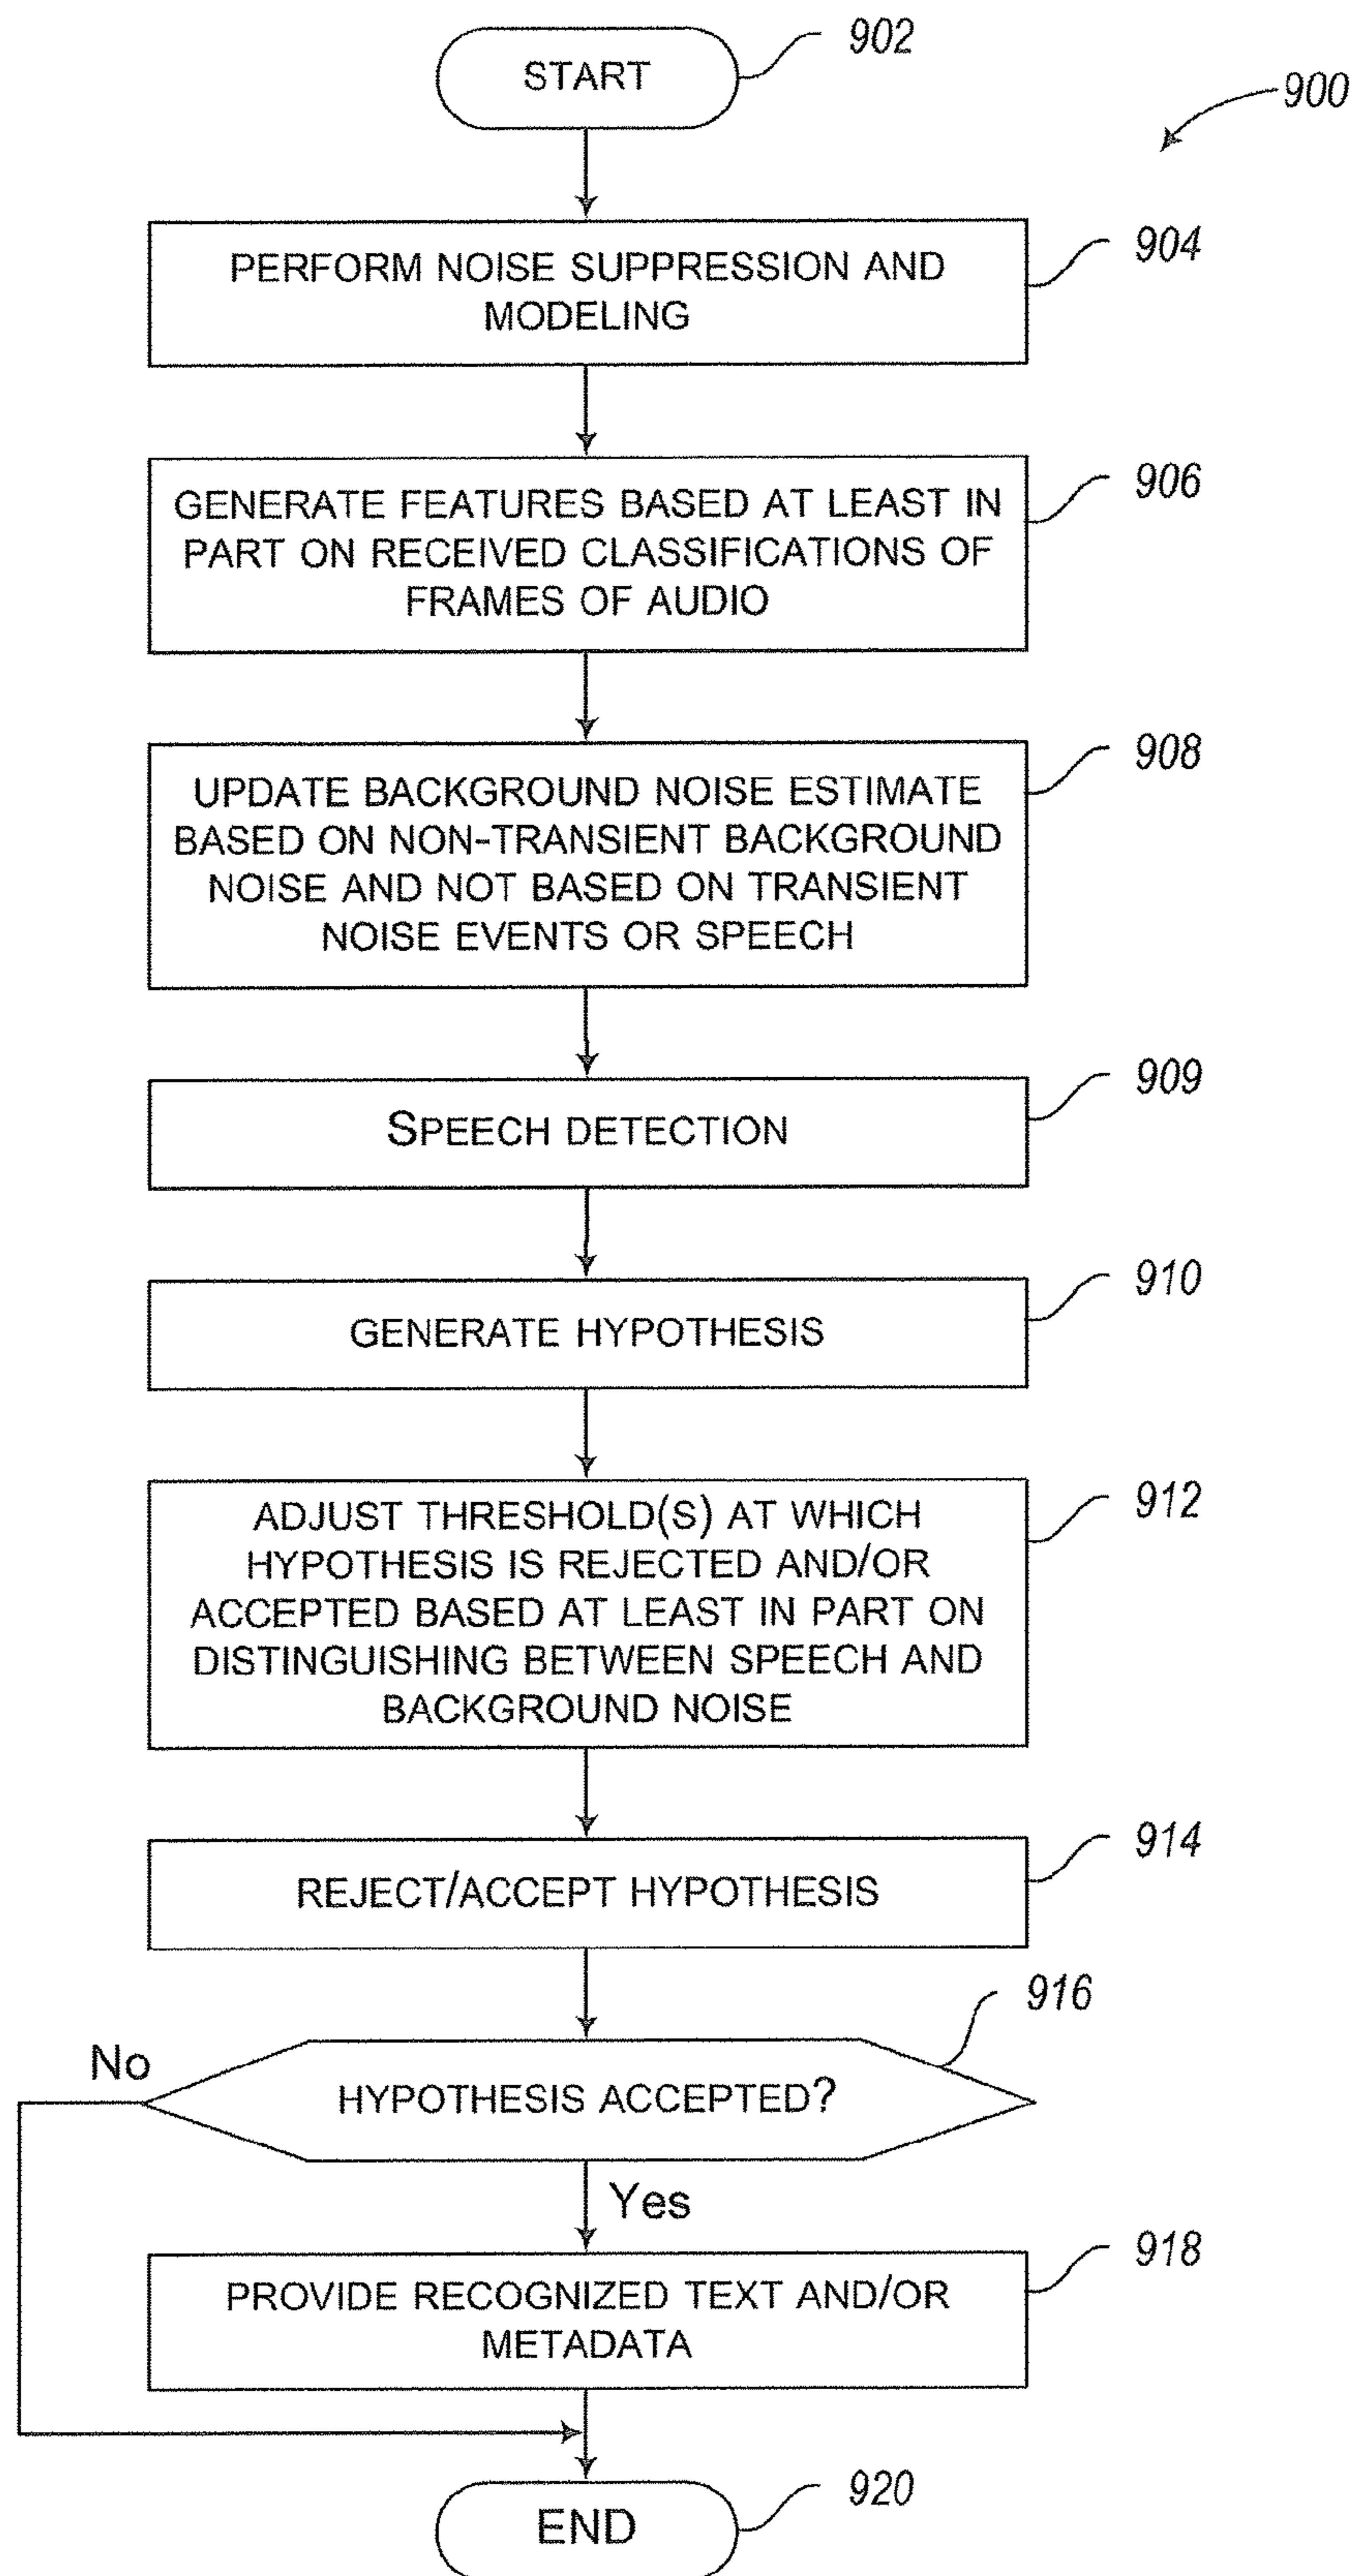 START
902
900
PERFORM NOISE SUPPRESSION AND
MODELING
904
GENERATE FEATURES BASED AT LEAST IN
PART ON RECEIVED CLASSIFICATIONS OF
FRAMES OF AUDIO
906
UPDATE BACKGROUND NOISE ESTIMATE
BASED ON NON-TRANSIENT BACKGROUND
NOISE AND NOT BASED ON TRANSIENT
NOISE EVENTS OR SPEECH
908
SPEECH DETECTION
909
GENERATE HYPOTHESIS
910
ADJUST THRESHOLD(S) AT WHICH
HYPOTHESIS IS REJECTED AND/OR
ACCEPTED BASED AT LEAST IN PART ON
DISTINGUISHING BETWEEN SPEECH AND
BACKGROUND NOISE
912
REJECT/ACCEPT HYPOTHESIS
914
HYPOTHESIS ACCEPTED?
916
No
Yes
PROVIDE RECOGNIZED TEXT AND/OR
METADATA
918
END
920